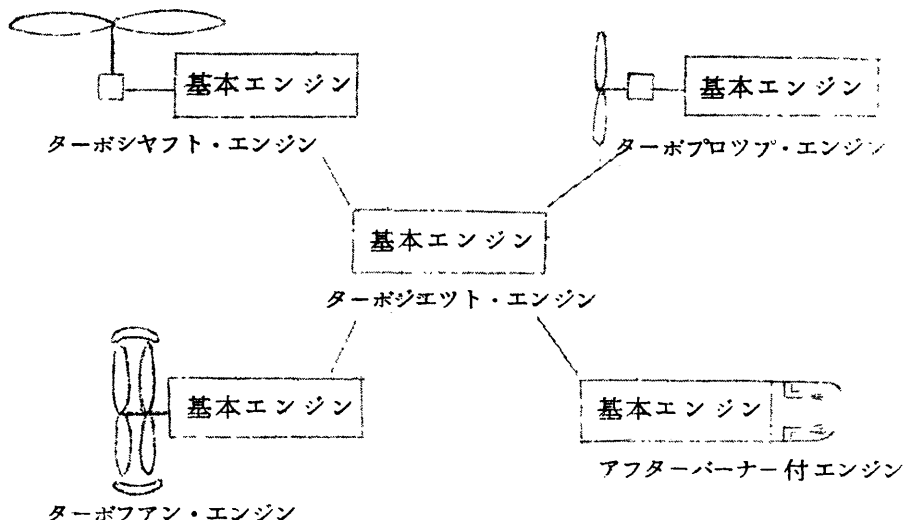 基本エンジン
ターボシヤフト・エンジン
基本エンジン
ターボプロツプ・エンジン
基本エンジン
ターボジエツト・エンジン
基本エンジン
ターボフアン・エンジン
基本エンジン
アフターバーナー付エンジン